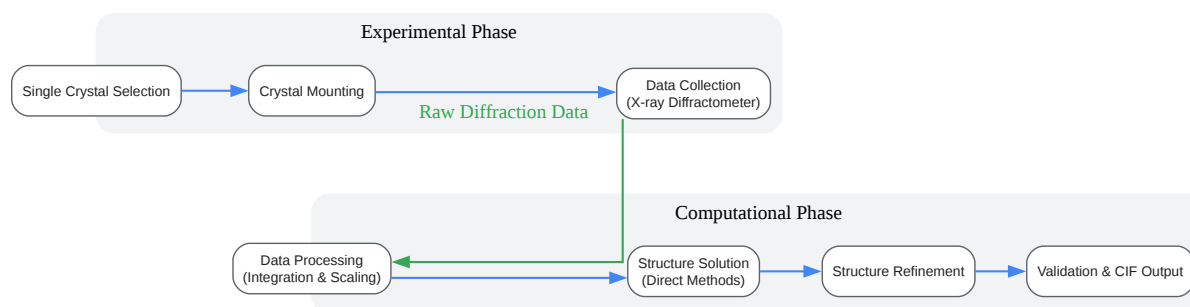 Experimental Phase
Single Crystal Selection
Crystal Mounting
Data Collection
(X-ray Diffractometer)
Raw Diffraction Data
Computational Phase
Data Processing
(Integration & Scaling)
Structure Solution
(Direct Methods)
Structure Refinement
Validation & CIF Output